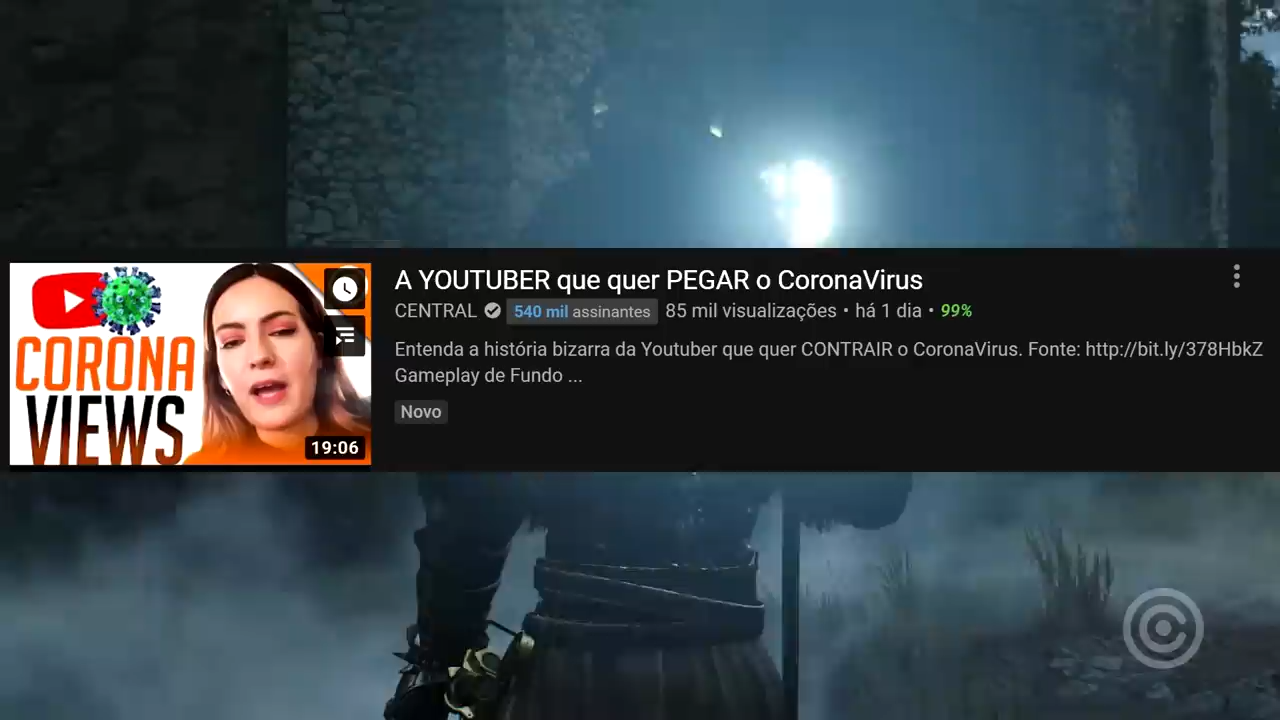 A YOUTUBER que quer PEGAR o CoronaVirus
CENTRAL 540 mil assinantes 85 mil visualizações • há 1 dia • 99%
Entenda a história bizarra da Youtuber que quer CONTRAIR o CoronaVirus. Fonte: http://bit.ly/378HbkZ
Gameplay de Fundo ...
Novo
CORONA
VIEWS
19:06